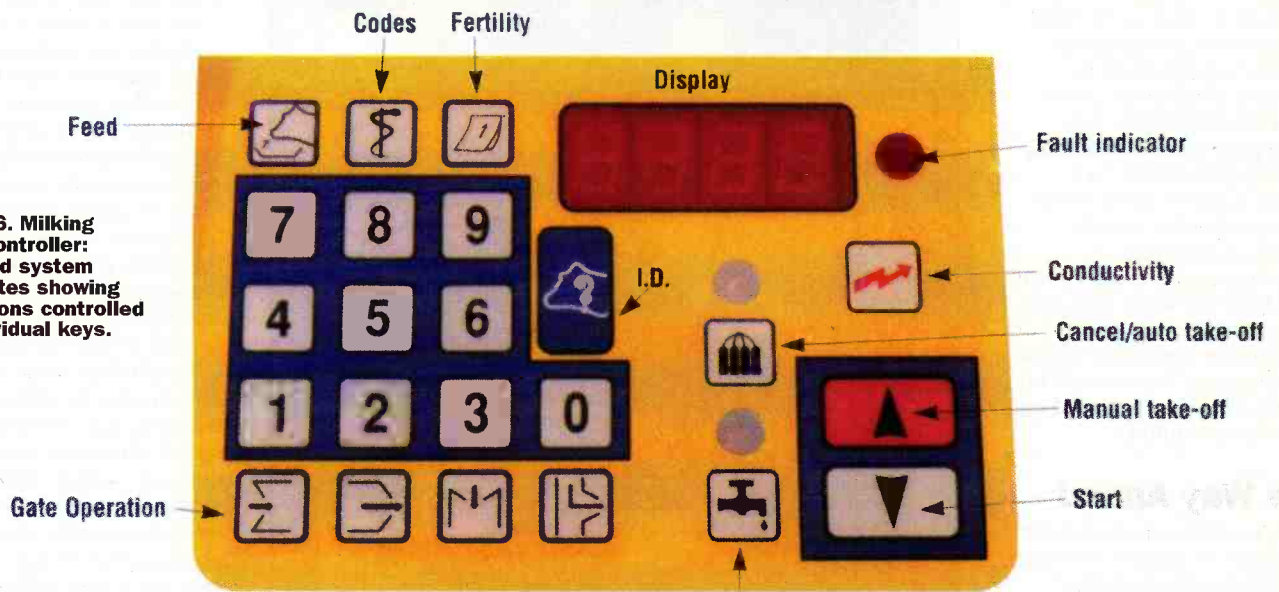 Codes Fertility
Display
Feed
Fault indicator
6. Milking
ontroller:
d system
tes showing
ons controlled
vidual keys.
7 8 9
I.D.
Conductivity
4 5 6
Cancel/auto take-off
1 2 3 0
Manual take-off
Gate Operation
Start